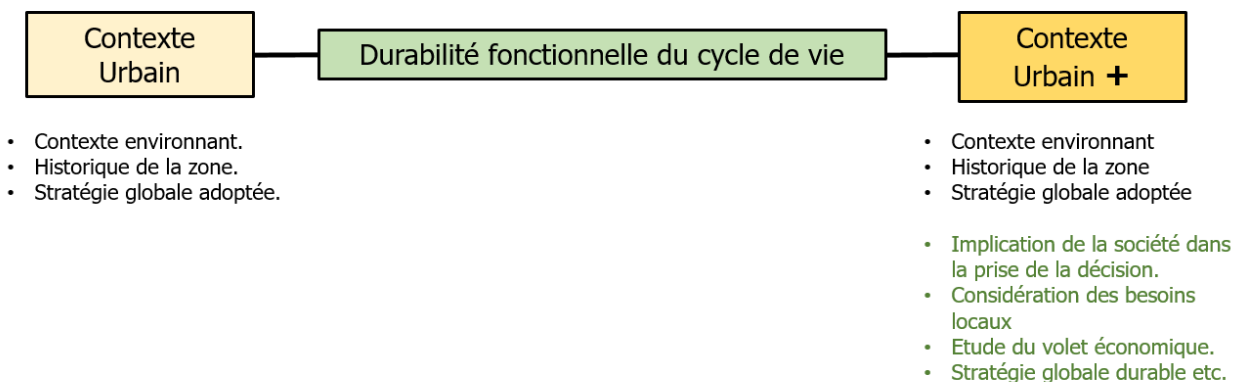 Contexte
Urbain
Durabilité fonctionnelle du cycle de vie
Contexte
Urbain +
• Contexte environnant.
• Historique de la zone.
• Stratégie globale adoptée.
• Contexte environnant
• Historique de la zone
• Stratégie globale adoptée
• Implication de la société dans
la prise de la décision.
• Considération des besoins
locaux
• Etude du volet économique.
• Stratégie globale durable etc.